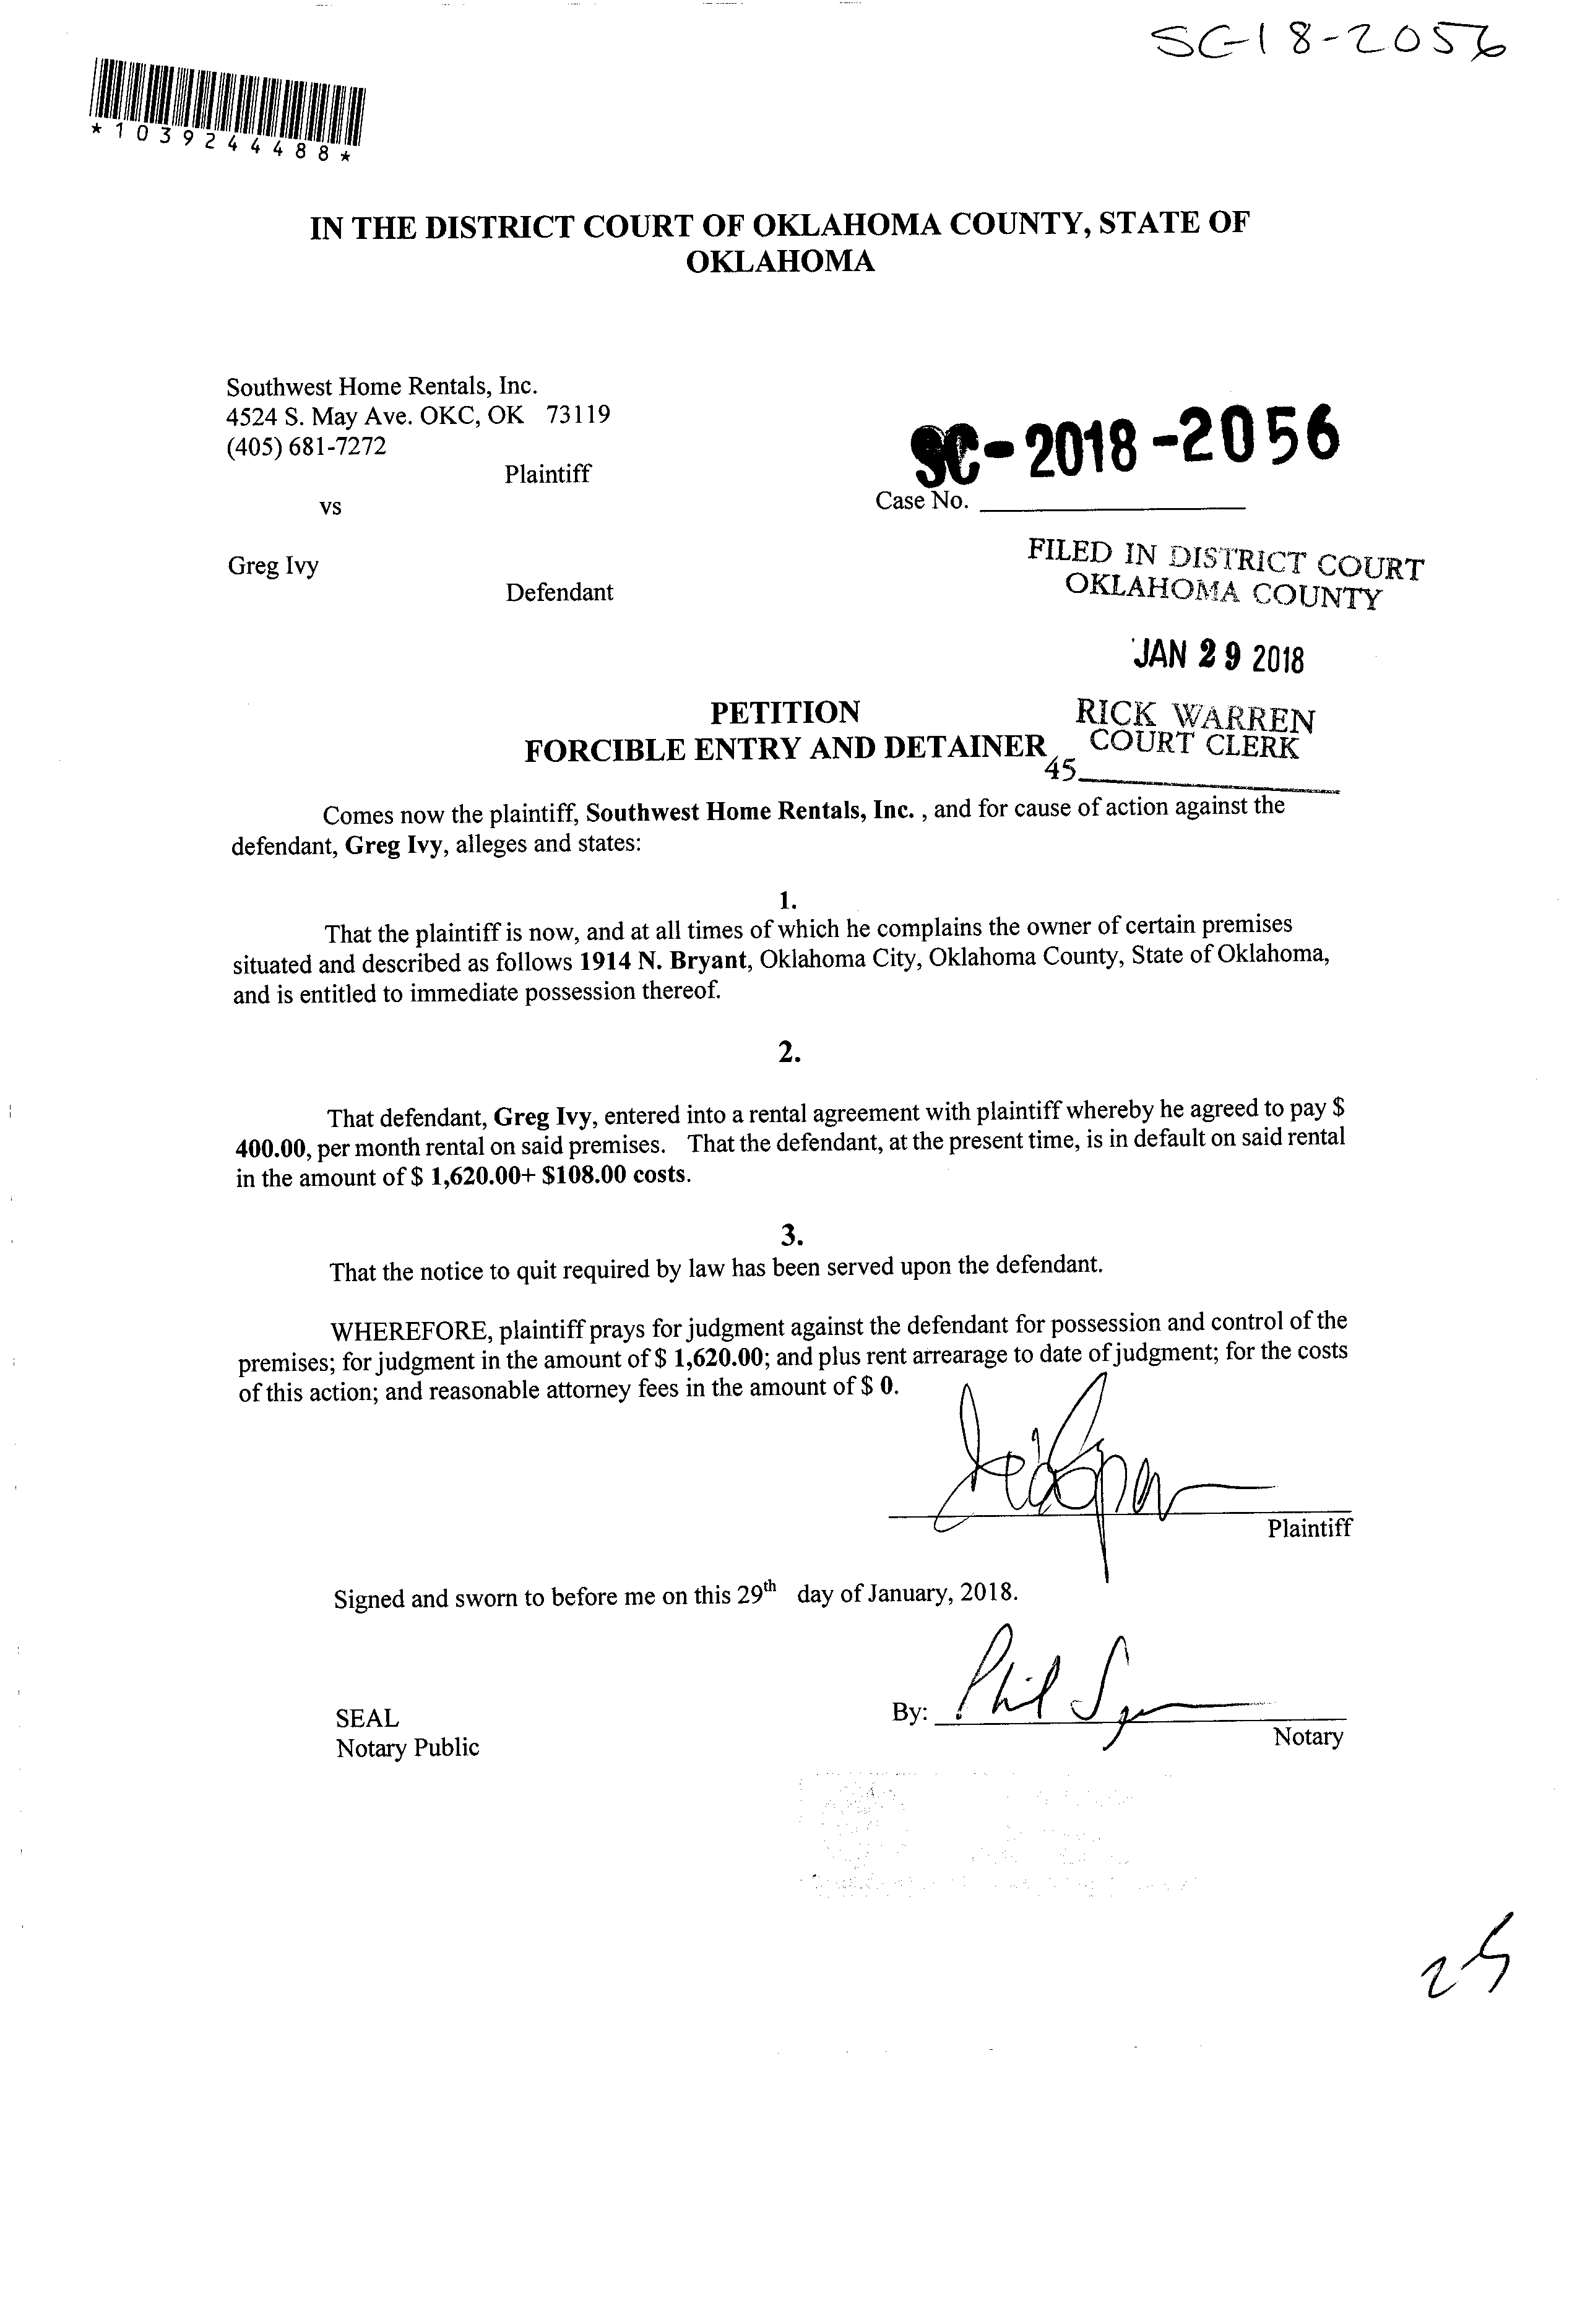 SC-18-2056
*1039244488*
IN THE DISTRICT COURT OF OKLAHOMA COUNTY, STATE OF
OKLAHOMA
Southwest Home Rentals, Inc.
4524 S. May Ave. OKC, OK 73119
(405) 681-7272
Plaintiff
vs
SC-2018-2056
Case No.
Greg Ivy
Defendant
FILED IN DISTRICT COURT
OKLAHOMA COUNTY
JAN 29 2018
RICK WARREN
COURT CLERK
45
PETITION
FORCIBLE ENTRY AND DETAINER
Comes now the plaintiff, Southwest Home Rentals, Inc. , and for cause of action against the
defendant, Greg Ivy, alleges and states:
1.
That the plaintiff is now, and at all times of which he complains the owner of certain premises
situated and described as follows 1914 N. Bryant, Oklahoma City, Oklahoma County, State of Oklahoma,
and is entitled to immediate possession thereof.
2.
That defendant, Greg Ivy, entered into a rental agreement with plaintiff whereby he agreed to pay $
400.00, per month rental on said premises. That the defendant, at the present time, is in default on said rental
in the amount of $ 1,620.00+ $108.00 costs.
3.
That the notice to quit required by law has been served upon the defendant.
WHEREFORE, plaintiff prays for judgment against the defendant for possession and control of the
premises; for judgment in the amount of $ 1,620.00; and plus rent arrearage to date of judgment; for the costs
of this action; and reasonable attorney fees in the amount of $ 0.
Plaintiff
Signed and sworn to before me on this 29th day of January, 2018.
By: Phil
Notary
SEAL
Notary Public
25